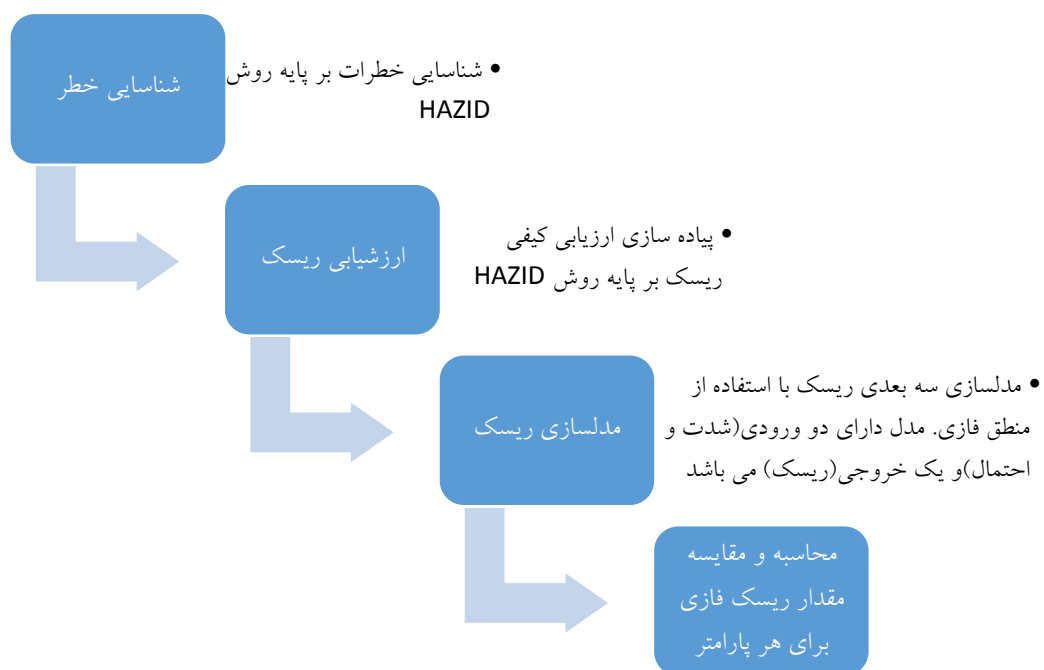 شناسایی خطر
• شناسایی خطرات بر پایه روش
HAZID
ارزشیابی ریسک
• پیاده سازی ارزیابی کیفی
ریسک بر پایه روش HAZID
مدلسازی ریسک
• مدلسازی سه بعدی ریسک با استفاده از
منطق فازی. مدل دارای دو ورودی(شدت و
احتمال)و یک خروجی(ریسک) می باشد
محاسبه و مقایسه
مقدار ریسک فازی
برای هر پارامتر